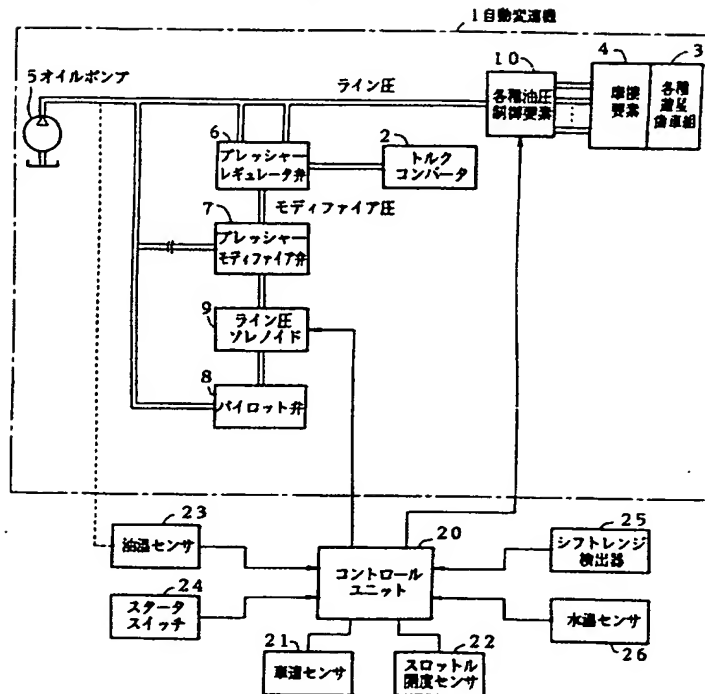 1自動変速機
5オイルポンプ
ライン圧
10
各種油圧
制御要素
4
摩擦
要素
3
各種
遊星
歯車組
6
プレッシャー
レギュレータ弁
2
トルク
コンバータ
モディファイア圧
7
プレッシャー
モディファイア弁
9
ライン圧
ソレノイド
8
パイロット弁
23
油温センサ
24
スタータ
スイッチ
20
コントロール
ユニット
25
シフトレンジ
検出器
水温センサ
26
21
車速センサ
22
スロットル
開度センサ